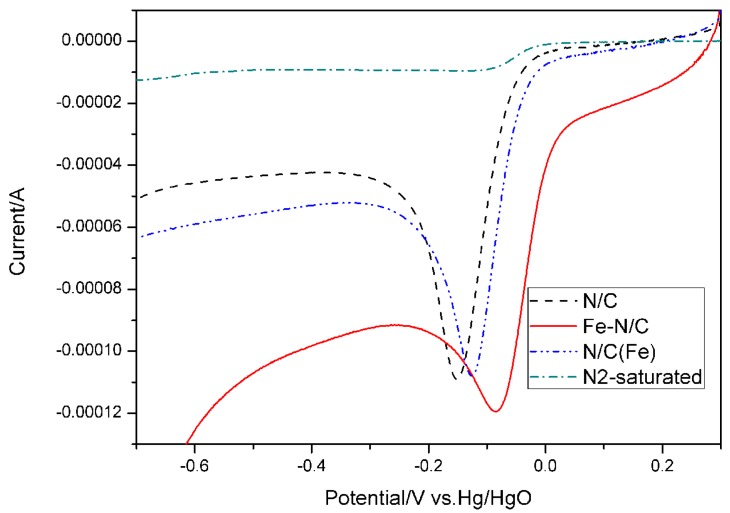 0.00000
-0.00002
-0.00004
-0.00006
-0.00008
-0.00010
-0.00012
Current/A
N/C
Fe-N/C
N/C(Fe)
N2-saturated
-0.6
-0.4
-0.2
0.0
0.2
Potential/V vs.Hg/HgO